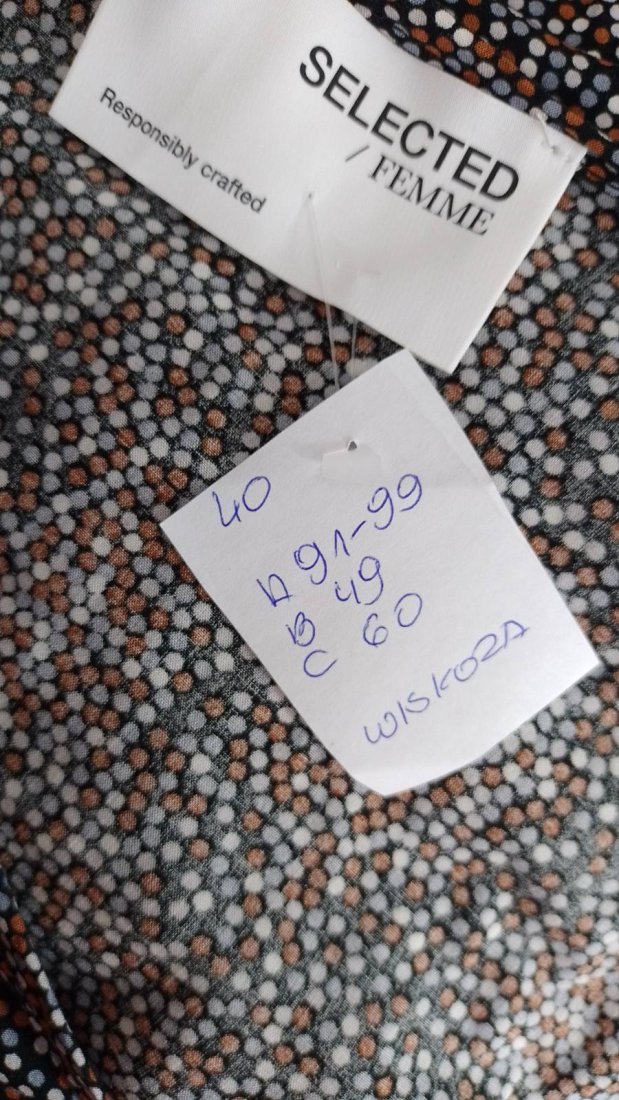 SELECTED
/ FEMME
Responsibly crafted
40
A 91-99
B 49
C 60
WISKOZA